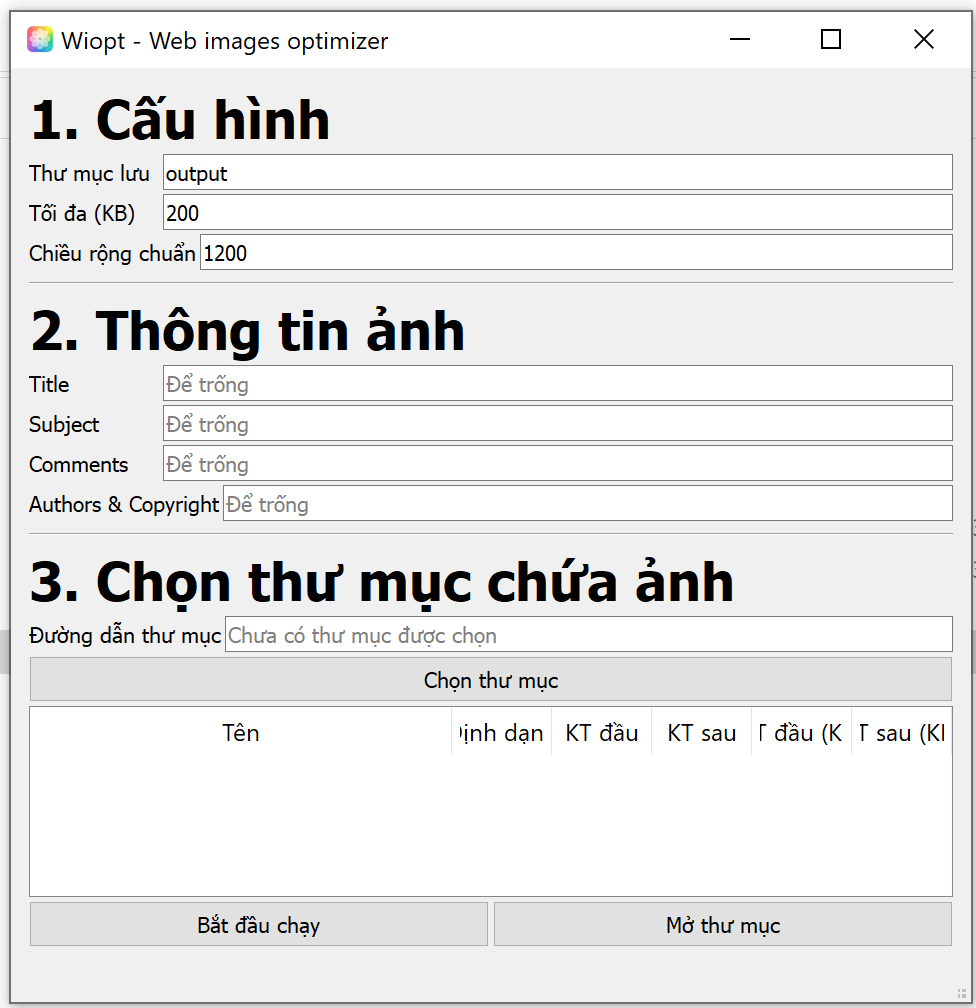 Wiopt - Web images optimizer
1. Cấu hình
Thư mục lưu output
Tối đa (KB) 200
Chiều rộng chuẩn 1200
2. Thông tin ảnh
Title Để trống
Subject Để trống
Comments Để trống
Authors & Copyright Để trống
3. Chọn thư mục chứa ảnh
Đường dẫn thư mục Chưa có thư mục được chọn
Chọn thư mục
Tên KT đầu KT sau đầu sau
Bắt đầu chạy Mở thư mục